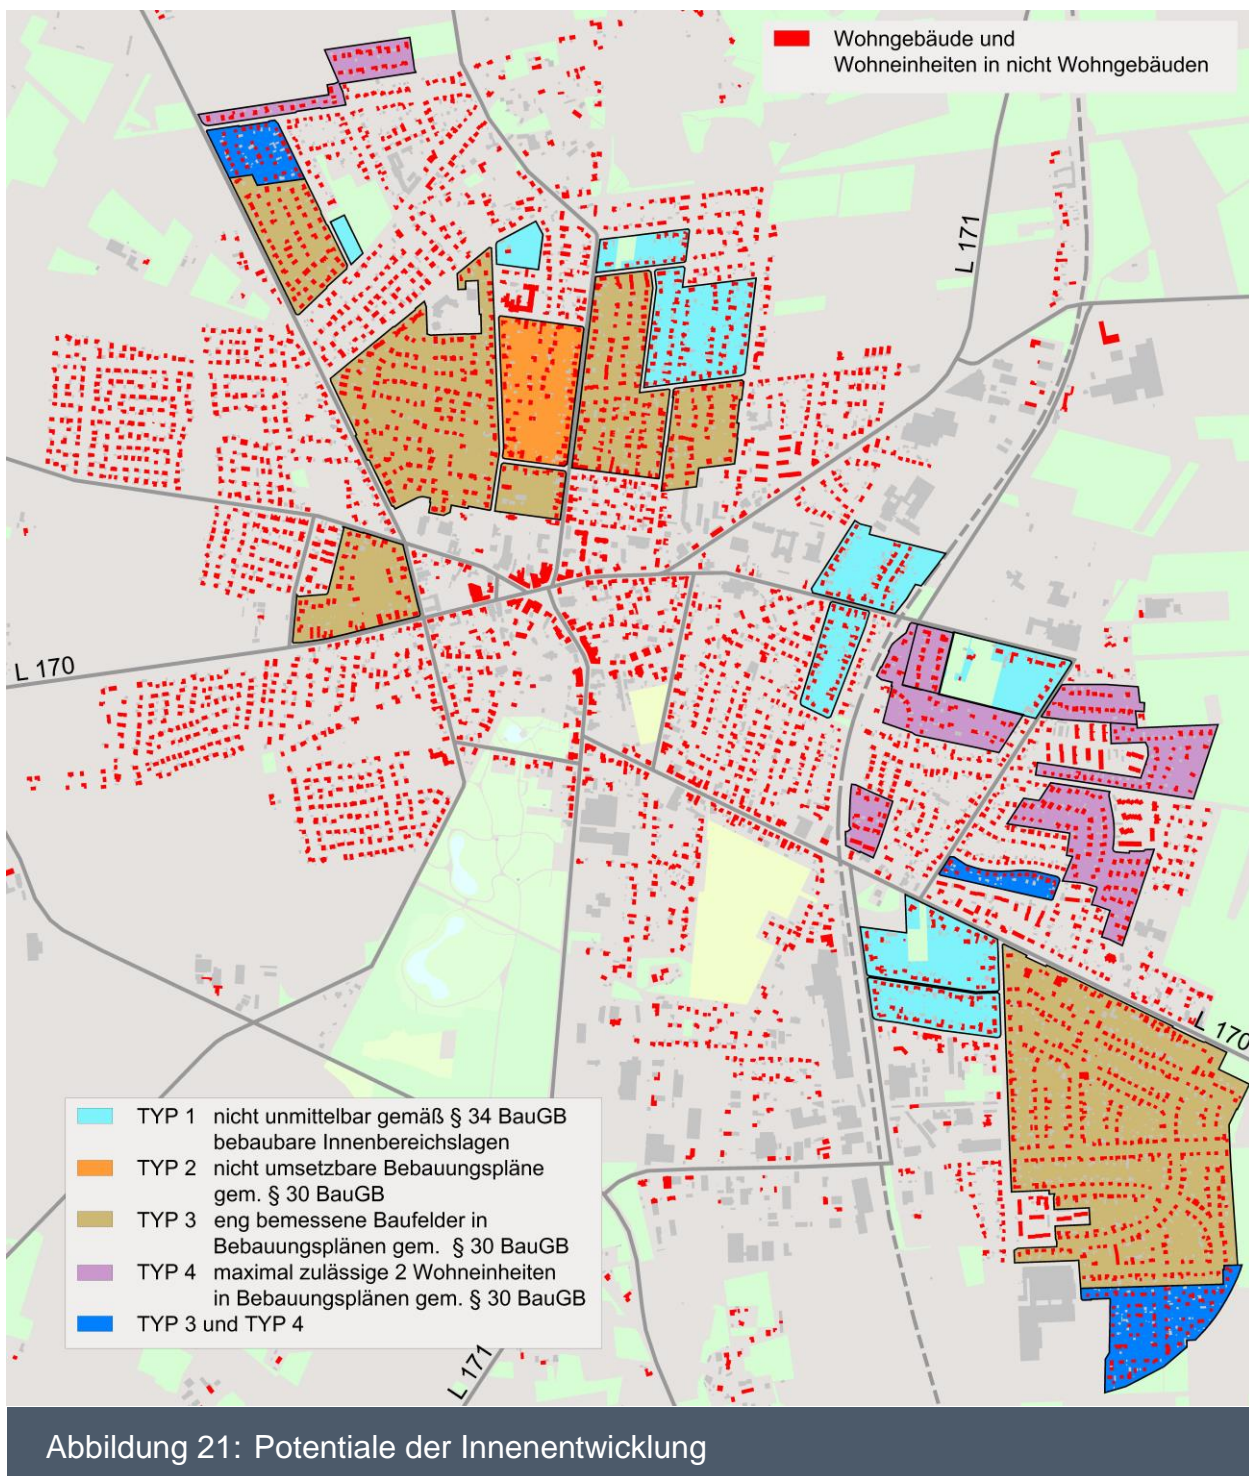 Wohngebäude und
Wohneinheiten in nicht Wohngebäuden
L 171
L 170
L 170
TYP 1 nicht unmittelbar gemäß § 34 BauGB
bebaubare Innenbereichslagen
TYP 2 nicht umsetzbare Bebauungspläne
gem. § 30 BauGB
TYP 3 eng bemessene Baufelder in
Bebauungsplänen gem. § 30 BauGB
TYP 4 maximal zulässige 2 Wohneinheiten
in Bebauungsplänen gem. § 30 BauGB
TYP 3 und TYP 4
L 171
Abbildung 21: Potentiale der Innenentwicklung